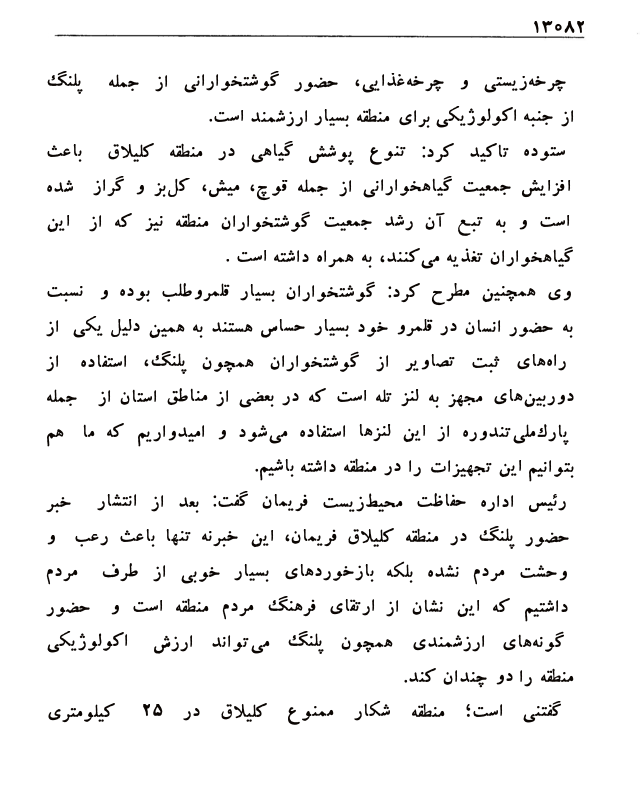 ۱۳۰۸۲
چرخه‌زیستی و چرخه‌غذایی، حضور گوشتخوارانی از جمله پلنگ
از جنبه اکولوژیکی برای منطقه بسیار ارزشمند است.
ستوده تاکید کرد: تنوع پوشش گیاهی در منطقه کلیلاق باعث
افزایش جمعیت گیاهخوارانی از جمله قوچ، میش، کل‌بز و گراز شده
است و به تبع آن رشد جمعیت گوشتخواران منطقه نیز که از این
گیاهخواران تغذیه می‌کنند، به همراه داشته است .
وی همچنین مطرح کرد: گوشتخواران بسیار قلمروطلب بوده و نسبت
به حضور انسان در قلمرو خود بسیار حساس هستند به همین دلیل یکی از
راه‌های ثبت تصاویر از گوشتخواران همچون پلنگ، استفاده از
دوربین‌های مجهز به لنز تله است که در بعضی از مناطق استان از جمله
پارك‌ملی‌تندوره از این لنزها استفاده می‌شود و امیدواریم که ما هم
بتوانیم این تجهیزات را در منطقه داشته باشیم.
رئیس اداره حفاظت محیط‌زیست فریمان گفت: بعد از انتشار خبر
حضور پلنگ در منطقه کلیلاق فریمان، این خبرنه تنها باعث رعب و
وحشت مردم نشده بلکه بازخوردهای بسیار خوبی از طرف مردم
داشتیم که این نشان از ارتقای فرهنگ مردم منطقه است و حضور
گونه‌های ارزشمندی همچون پلنگ می‌تواند ارزش اکولوژیکی
منطقه را دو چندان کند.
گفتنی است؛ منطقه شکار ممنوع کلیلاق در ۲۵ کیلومتری